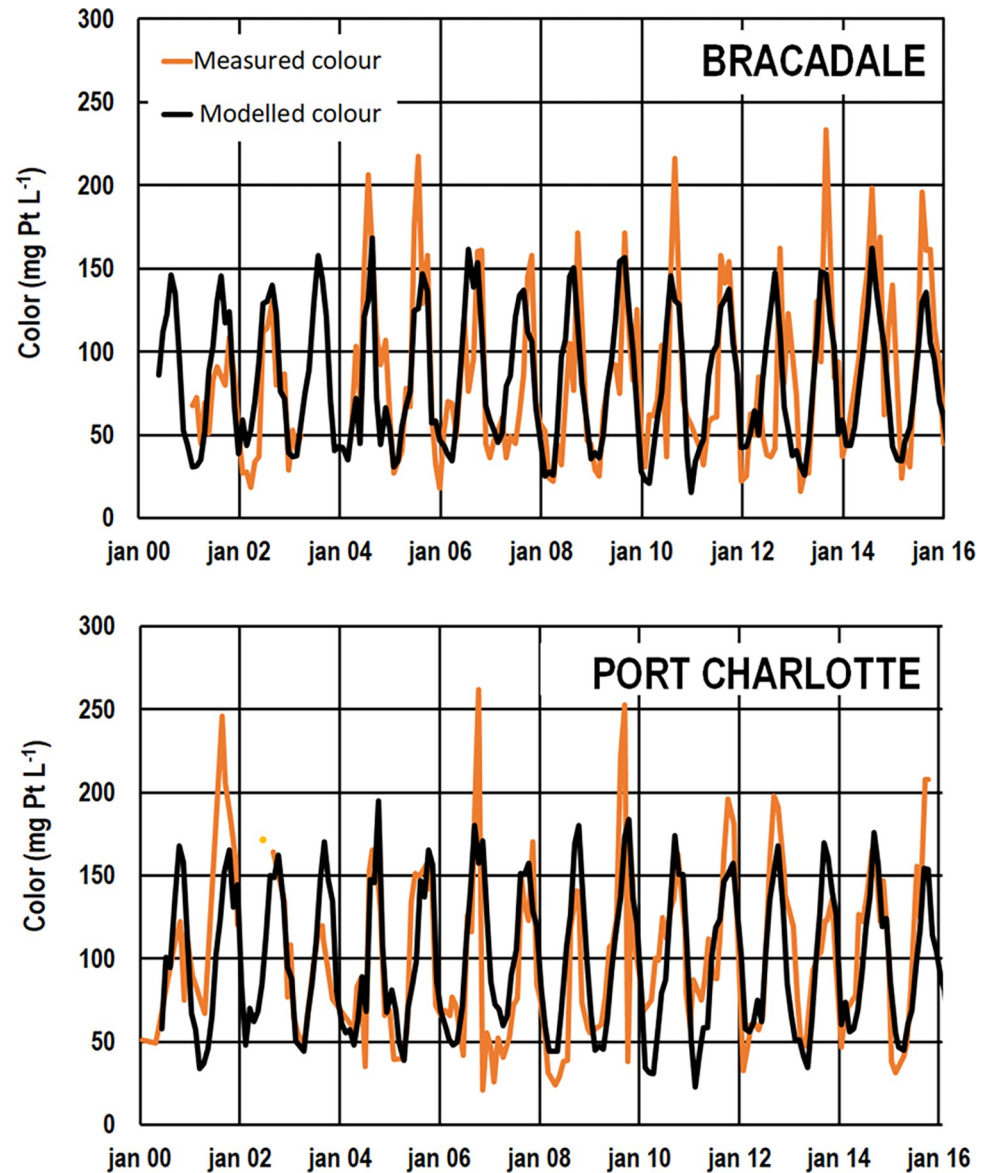 300
BRACADALE
Measured colour
250
Modelled colour
200
150
100
50
0
Color (mg Pt L-1)
jan 00 jan 02 jan 04 jan 06 jan 08 jan 10 jan 12 jan 14 jan 16
300
PORT CHARLOTTE
250
200
150
100
50
0
Color (mg Pt L-1)
jan 00 jan 02 jan 04 jan 06 jan 08 jan 10 jan 12 jan 14 jan 16